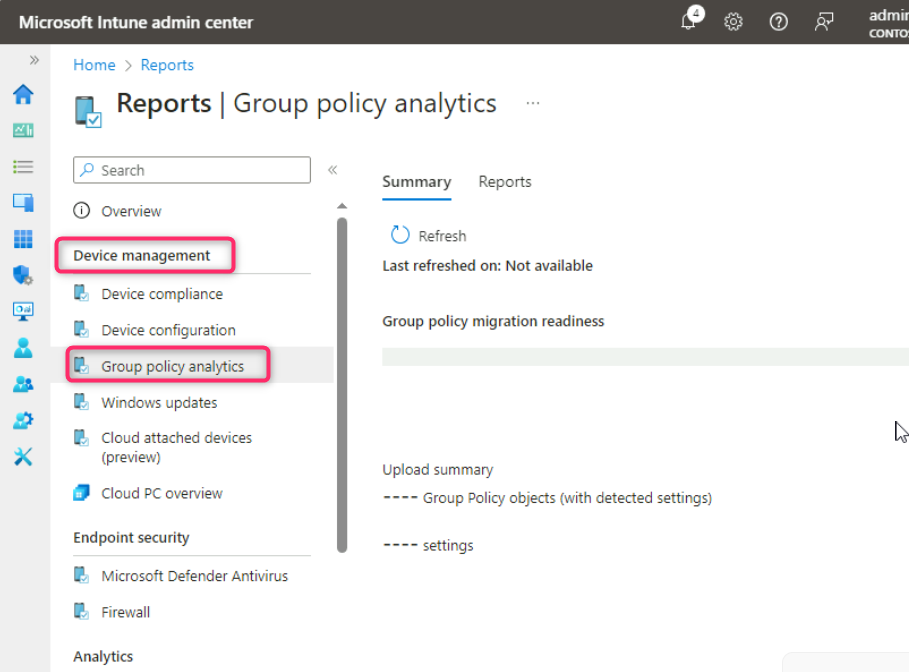 Microsoft Intune admin center
4
Home > Reports
Reports | Group policy analytics ...
Search
«
Overview
Device management
Device compliance
Device configuration
Group policy analytics
Windows updates
Cloud attached devices
(preview)
Cloud PC overview
Endpoint security
Microsoft Defender Antivirus
Firewall
Analytics
Summary Reports
Refresh
Last refreshed on: Not available
Group policy migration readiness
Upload summary
---- Group Policy objects (with detected settings)
---- settings